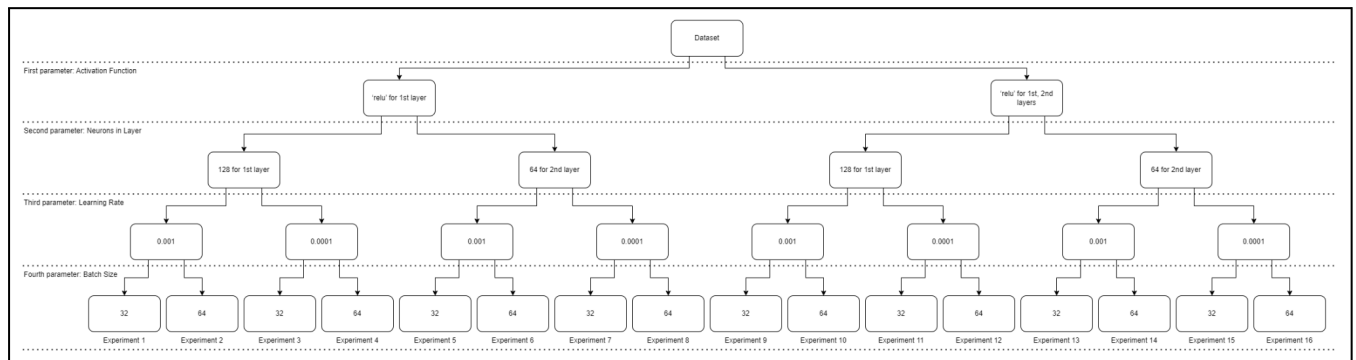 Dataset
First parameter: Activation Function
'relu' for 1st layer
'relu' for 1st, 2nd
layers
Second parameter: Neurons in Layer
128 for 1st layer
64 for 2nd layer
128 for 1st layer
64 for 2nd layer
Third parameter: Learning Rate
0.001
0.0001
0.001
0.0001
0.001
0.0001
0.001
0.0001
Fourth parameter: Batch Size
32
64
32
64
32
64
32
64
32
64
32
64
32
64
32
64
Experiment 1
Experiment 2
Experiment 3
Experiment 4
Experiment 5
Experiment 6
Experiment 7
Experiment 8
Experiment 9
Experiment 10
Experiment 11
Experiment 12
Experiment 13
Experiment 14
Experiment 15
Experiment 16